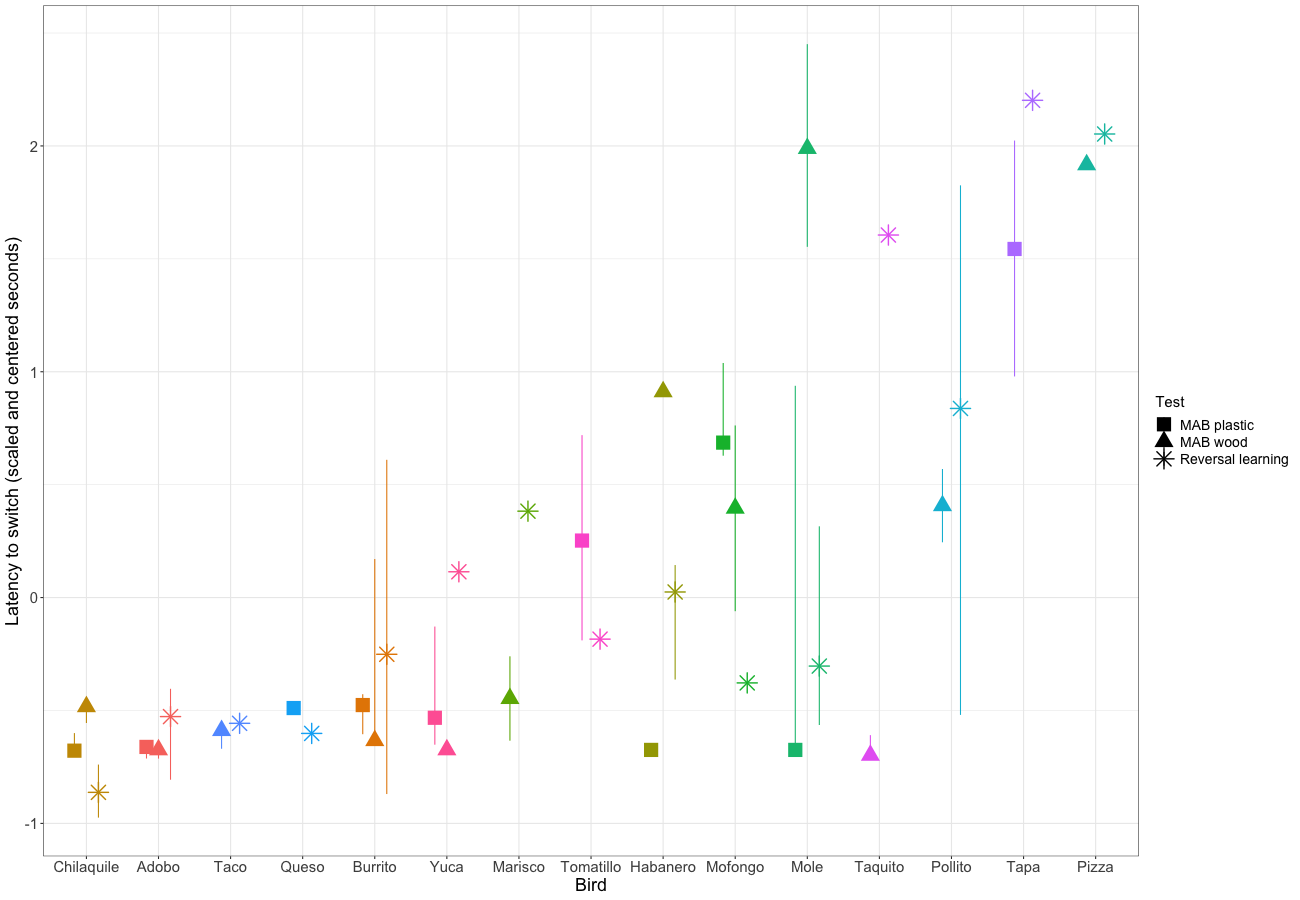 Latency to switch (scaled and centered seconds)
2
1
0
-1
Chilaquile Adobo Taco Queso Burrito Yuca Marisco Tomatillo Habanero Mofongo Mole Taquito Pollito Tapa Pizza
Bird
Test
MAB plastic
MAB wood
Reversal learning